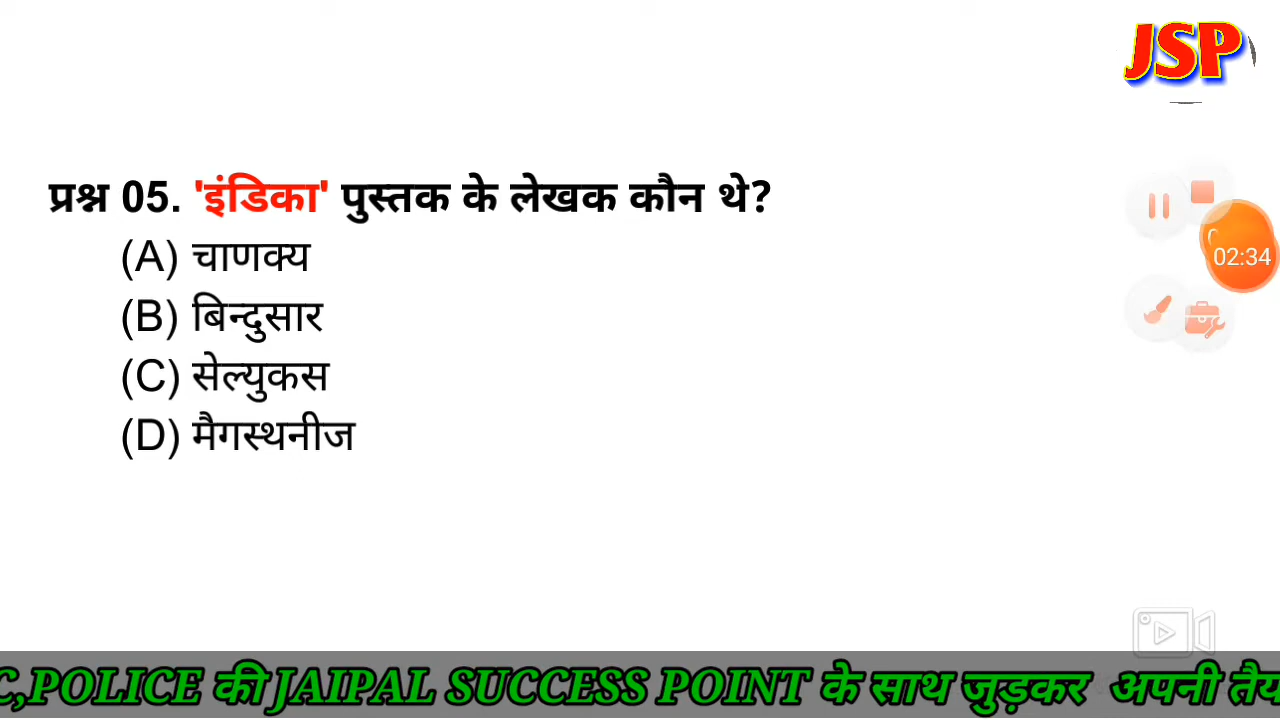 JSP
प्रश्न 05. 'इंडिका' पुस्तक के लेखक कौन थे?
(A) चाणक्य
(B) बिन्दुसार
(C) सेल्युकस
(D) मैगस्थनीज
02:34
C,POLICE की JAIPAL SUCCESS POINT के साथ जुड़कर अपनी